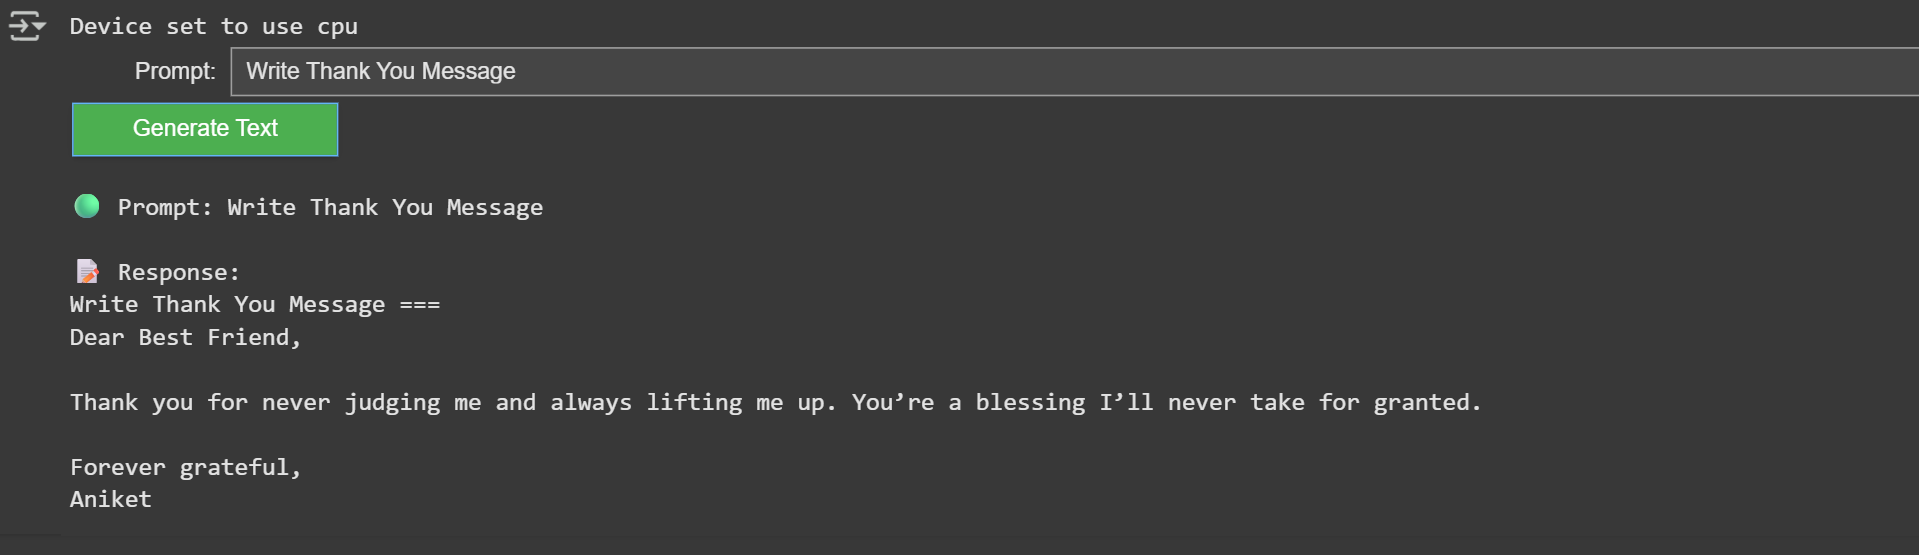 Device set to use cpu
Prompt: Write Thank You Message
Generate Text
Prompt: Write Thank You Message
Response:
Write Thank You Message ===
Dear Best Friend,
Thank you for never judging me and always lifting me up. You’re a blessing I’ll never take for granted.
Forever grateful,
Aniket